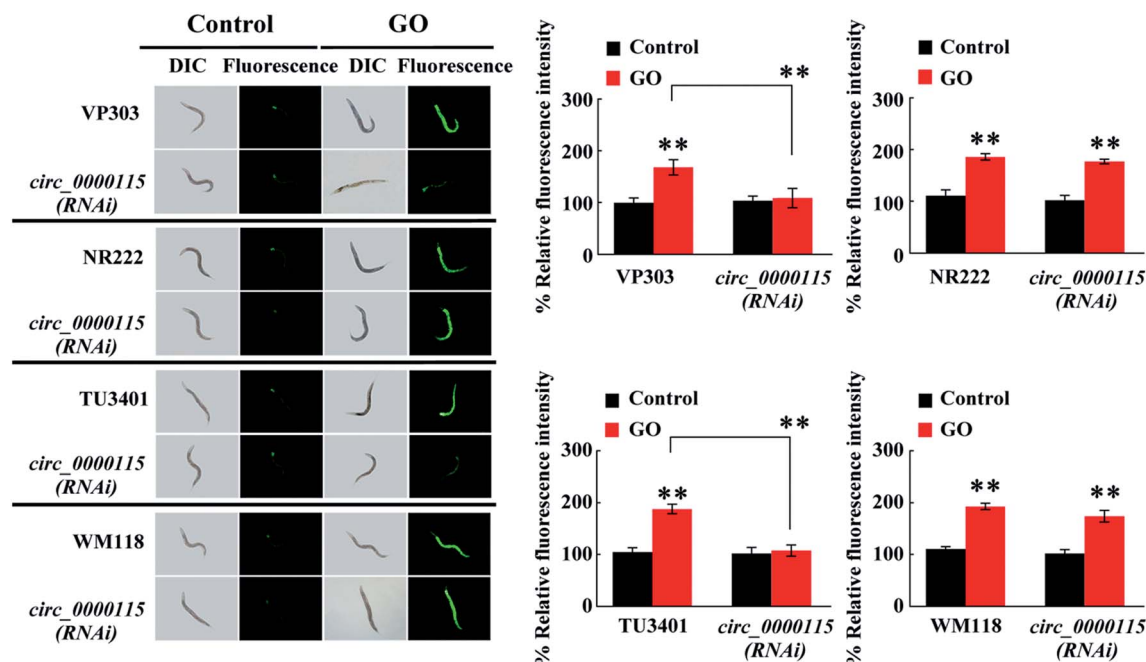 Control GO
DIC Fluorescence DIC Fluorescence
VP303
circ_0000115
(RNAi)
NR222
circ_0000115
(RNAi)
TU3401
circ_0000115
(RNAi)
WM118
circ_0000115
(RNAi)
% Relative fluorescence intensity
Control
GO
**
**
300
200
100
0
VP303 circ_0000115
(RNAi)
% Relative fluorescence intensity
Control
GO
** **
300
200
100
0
NR222 circ_0000115
(RNAi)
% Relative fluorescence intensity
Control
GO
**
**
300
200
100
0
TU3401 circ_0000115
(RNAi)
% Relative fluorescence intensity
Control
GO
** **
300
200
100
0
WM118 circ_0000115
(RNAi)